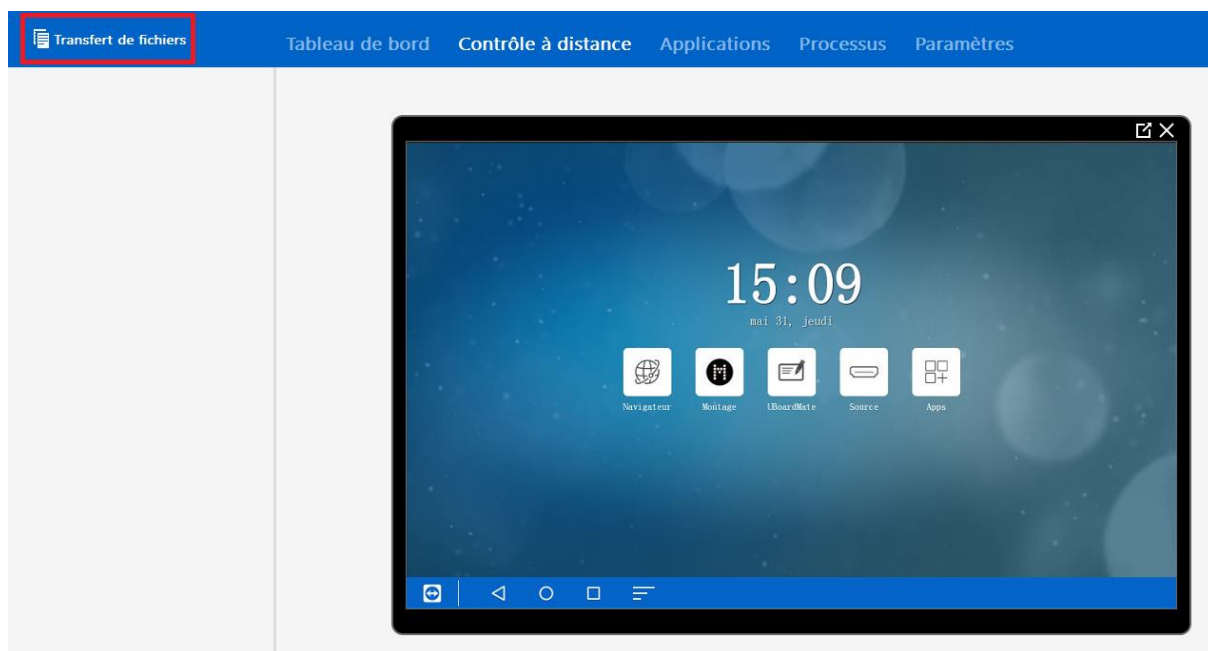 Transfert de fichiers
Tableau de bord Contrôle à distance Applications Processus Paramètres
15:09
mai 31, jeudi
Navigateur Montage UBoardMate Source Apps